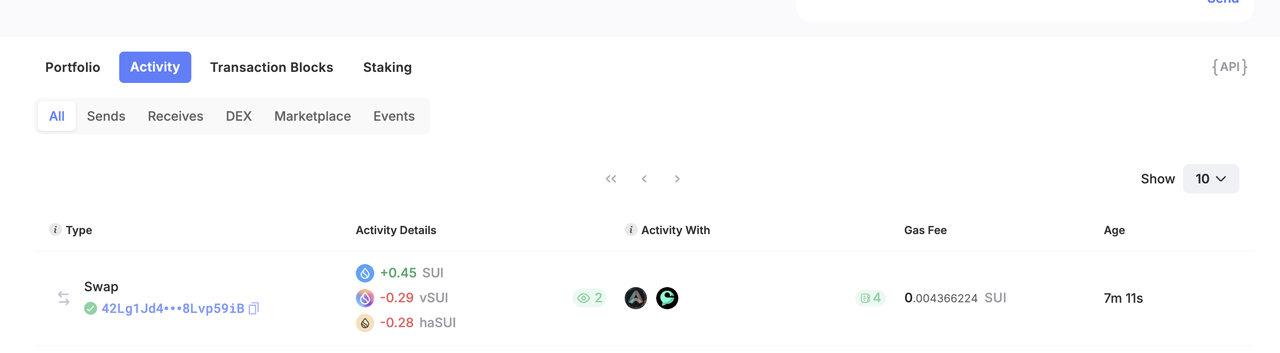 Send
Portfolio Activity Transaction Blocks Staking
{API}
All Sends Receives DEX Marketplace Events
Show 10
i Type Activity Details i Activity With Gas Fee Age
+0.45 SUI
Swap
-0.29 vSUI 2 4 0.004366224 SUI 7m 11s
42Lg1Jd4•••8Lvp59iB
-0.28 haSUI